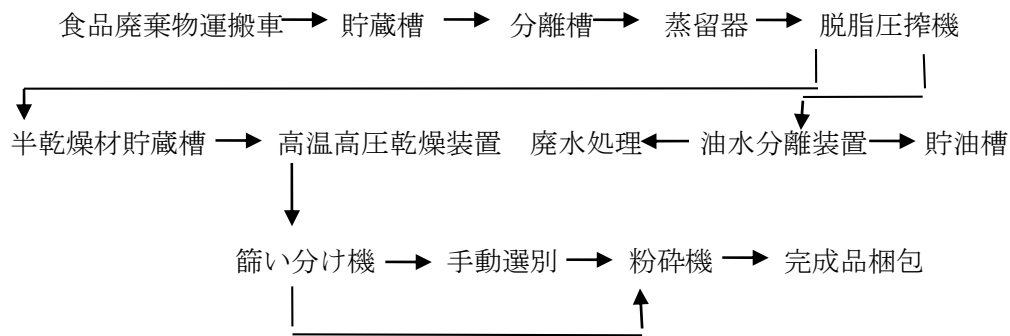 食品廃棄物運搬車 貯蔵槽 分離槽 蒸留器 脱脂圧搾機
半乾燥材貯蔵槽 高温高圧乾燥装置 廃水処理 油水分離装置 貯油槽
篩い分け機 手動選別 粉砕機 完成品梱包